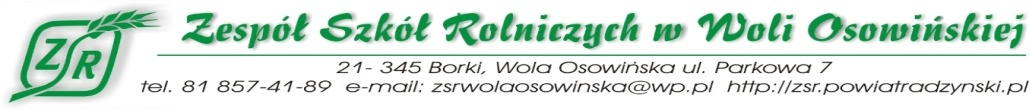 ZR
Zespół Szkół Rolniczych w Woli Osowińskiej
21- 345 Borki, Wola Osowińska ul. Parkowa 7
tel. 81 857-41-89 e-mail: zsrwolaosowinska@wp.pl http://zsr.powiatradzynski.pl